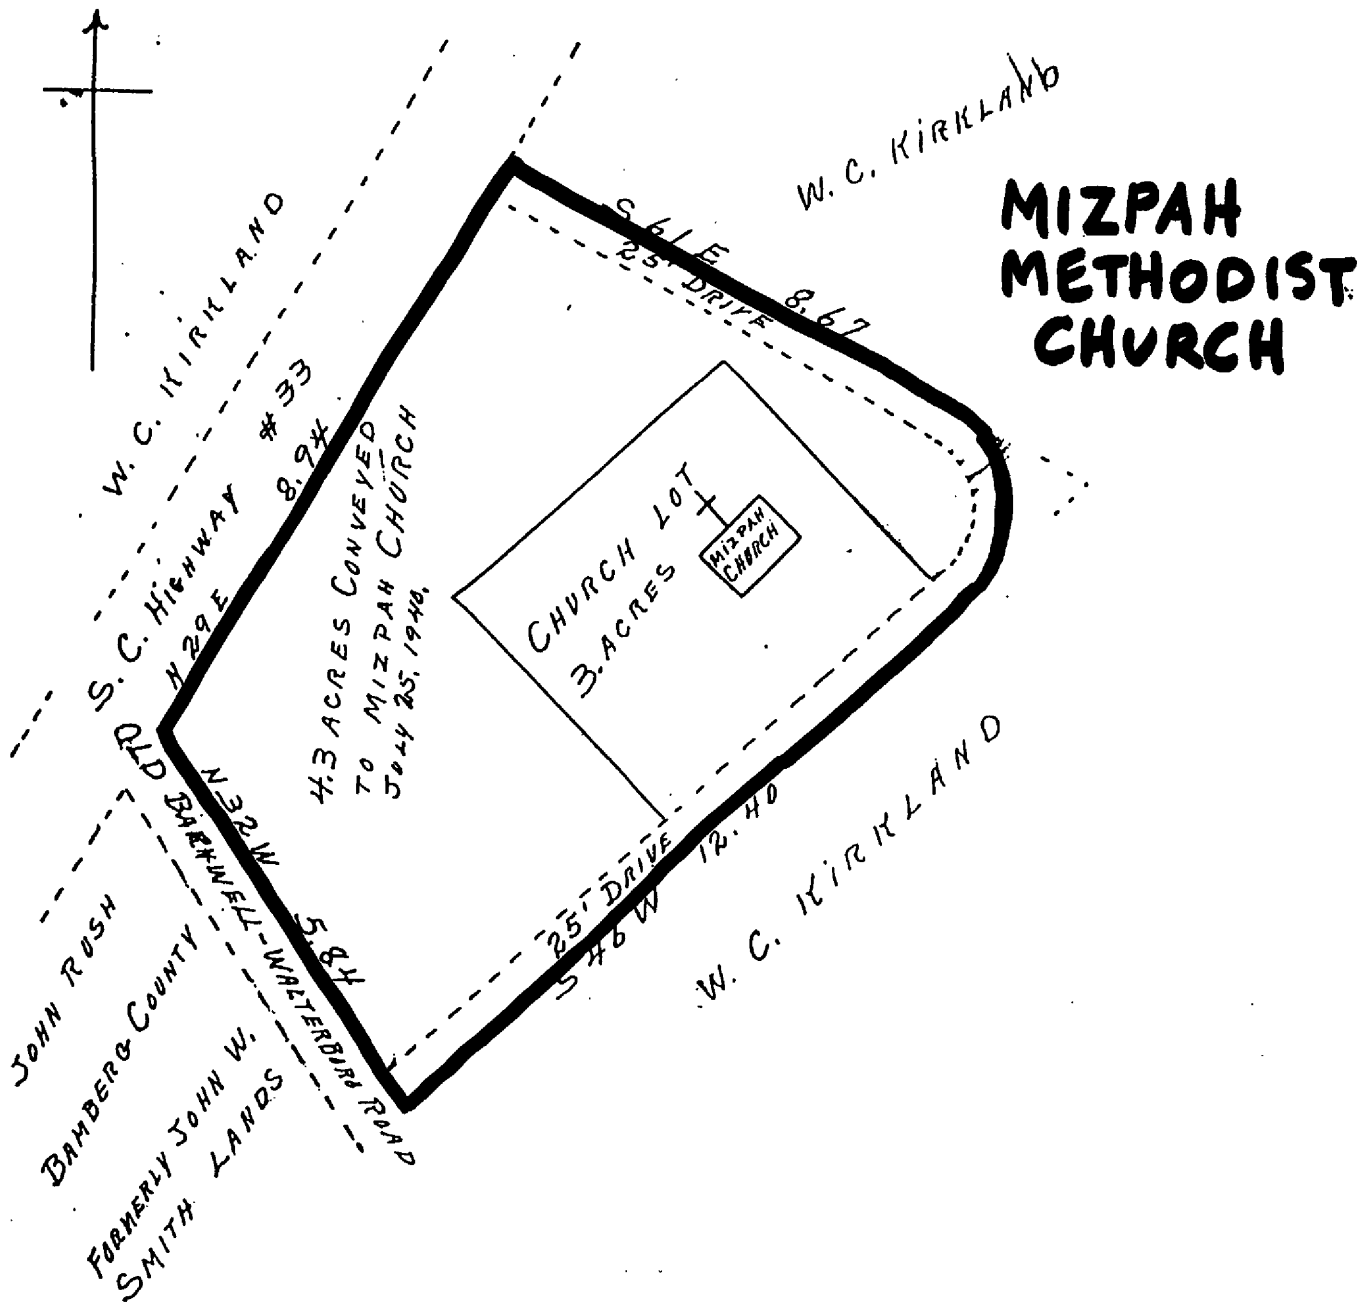 W. C. KIRKLAND
MIZPAH
METHODIST
CHURCH
S 61 E 8.67
25' DRIVE
W. C. KIRKLAND
S. C. HIGHWAY #33
N 29 E 8.94
4.3 ACRES CONVEYED
TO MIZPAH CHURCH
JULY 25, 1940.
CHURCH LOT
3. ACRES
MIZPAH
CHURCH
OLD BARNWELL-WALTERBORO ROAD
N 32 W 5.84
25' DRIVE
S 46 W 12.40
W. C. KIRKLAND
JOHN RUSH
BAMBERG COUNTY
FORMERLY JOHN W.
SMITH LANDS